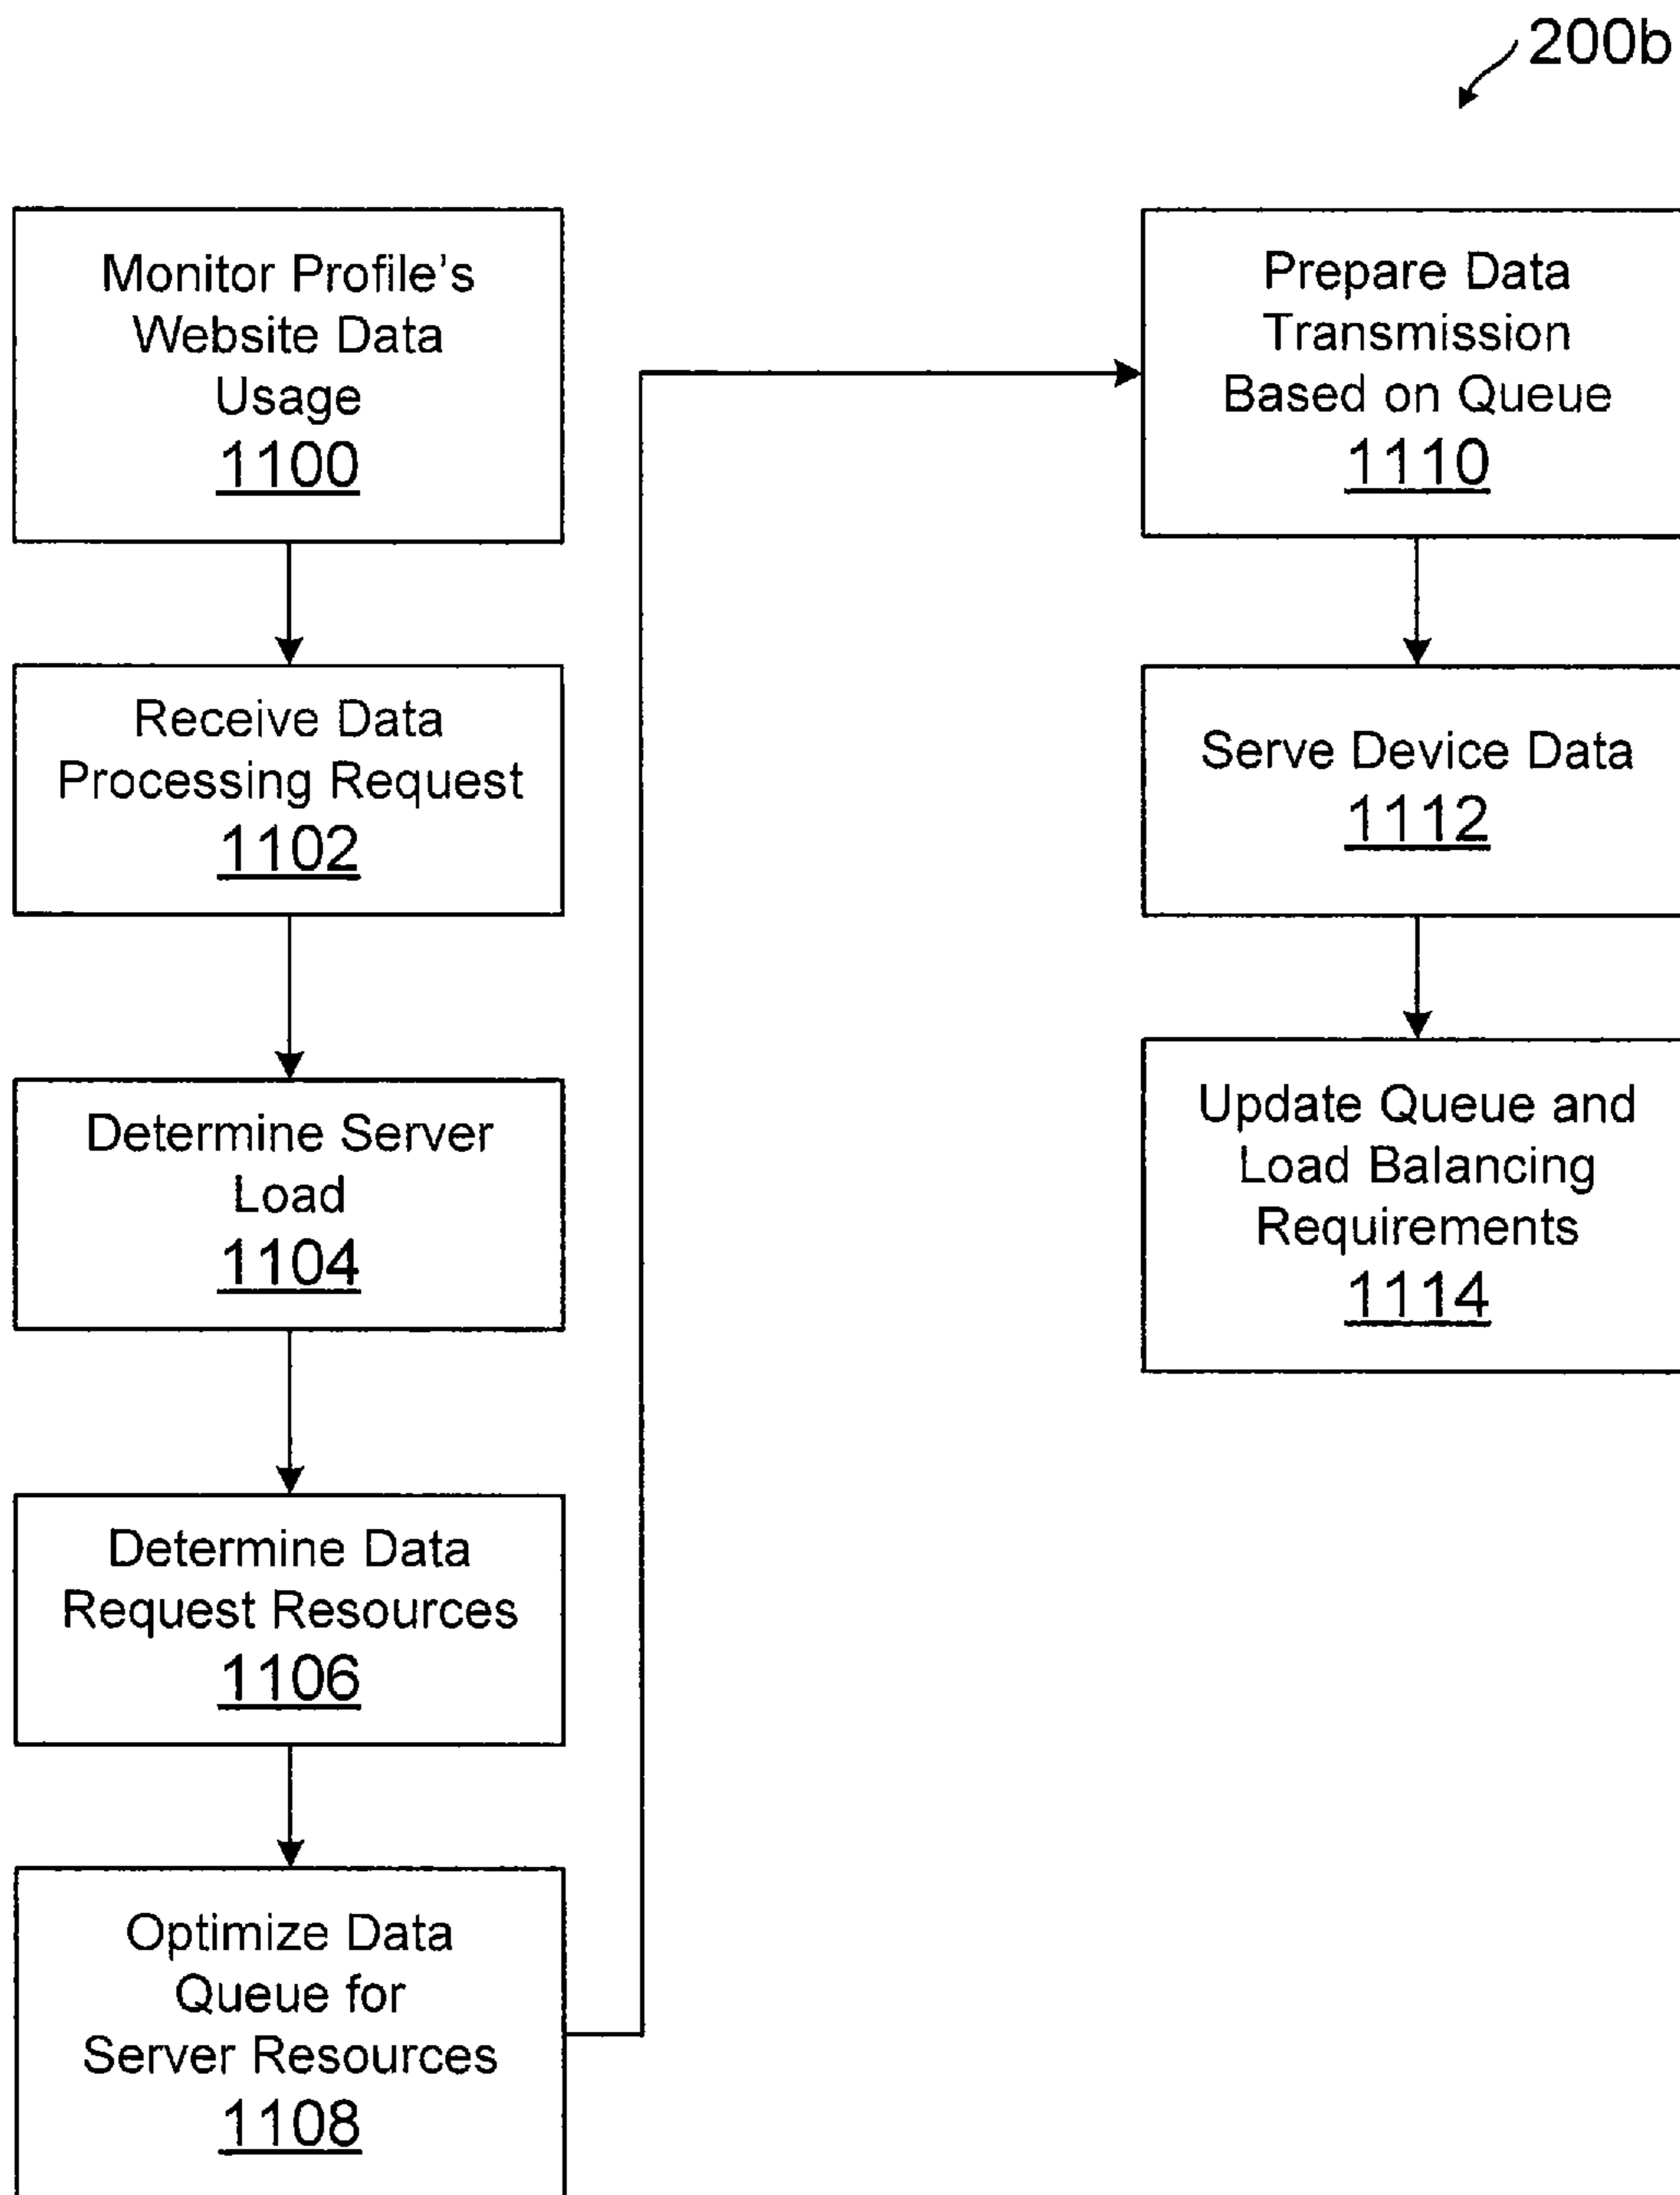 200b
Monitor Profile's
Website Data
Usage
1100
Receive Data
Processing Request
1102
Determine Server
Load
1104
Determine Data
Request Resources
1106
Optimize Data
Queue for
Server Resources
1108
Prepare Data
Transmission
Based on Queue
1110
Serve Device Data
1112
Update Queue and
Load Balancing
Requirements
1114